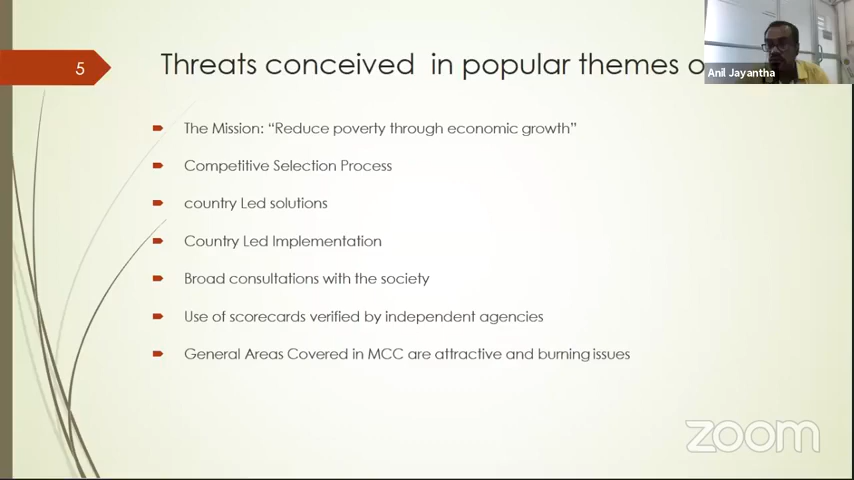 5
Threats conceived in popular themes o
Anil Jayantha
The Mission: “Reduce poverty through economic growth”
Competitive Selection Process
country Led solutions
Country Led Implementation
Broad consultations with the society
Use of scorecards verified by independent agencies
General Areas Covered in MCC are attractive and burning issues
zoom